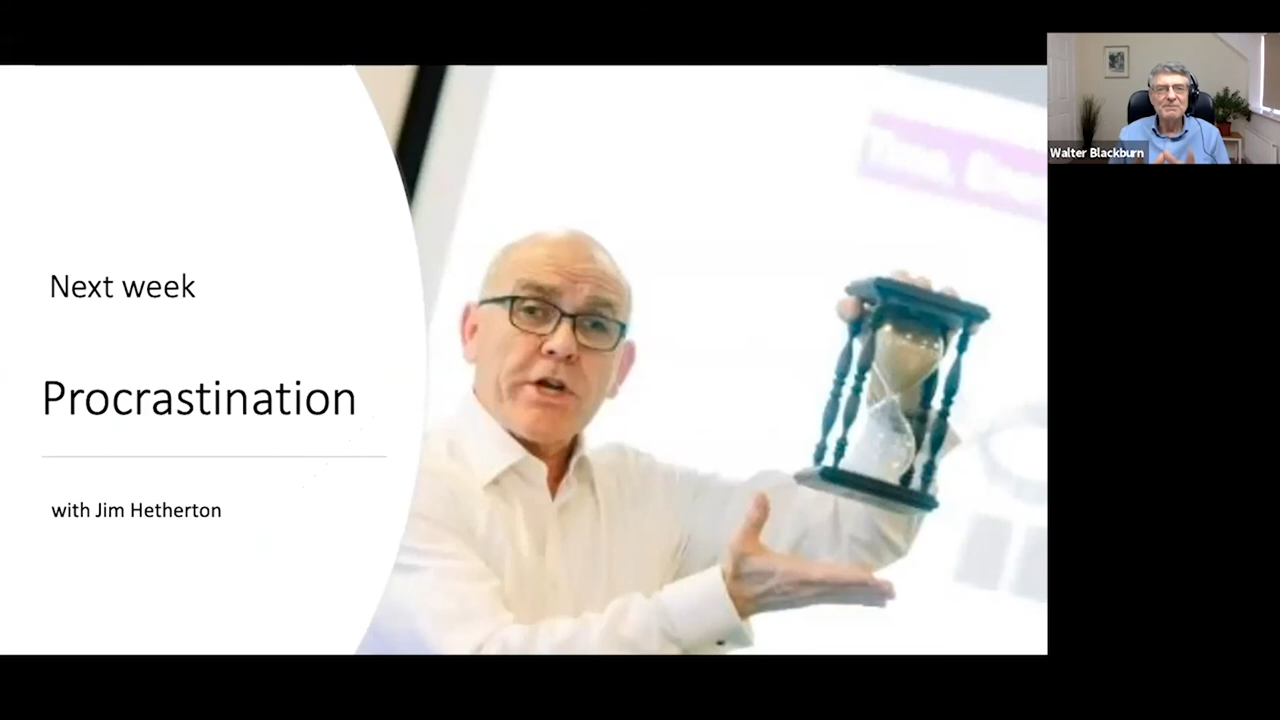 Next week
Procrastination
with Jim Hetherton
Walter Blackburn